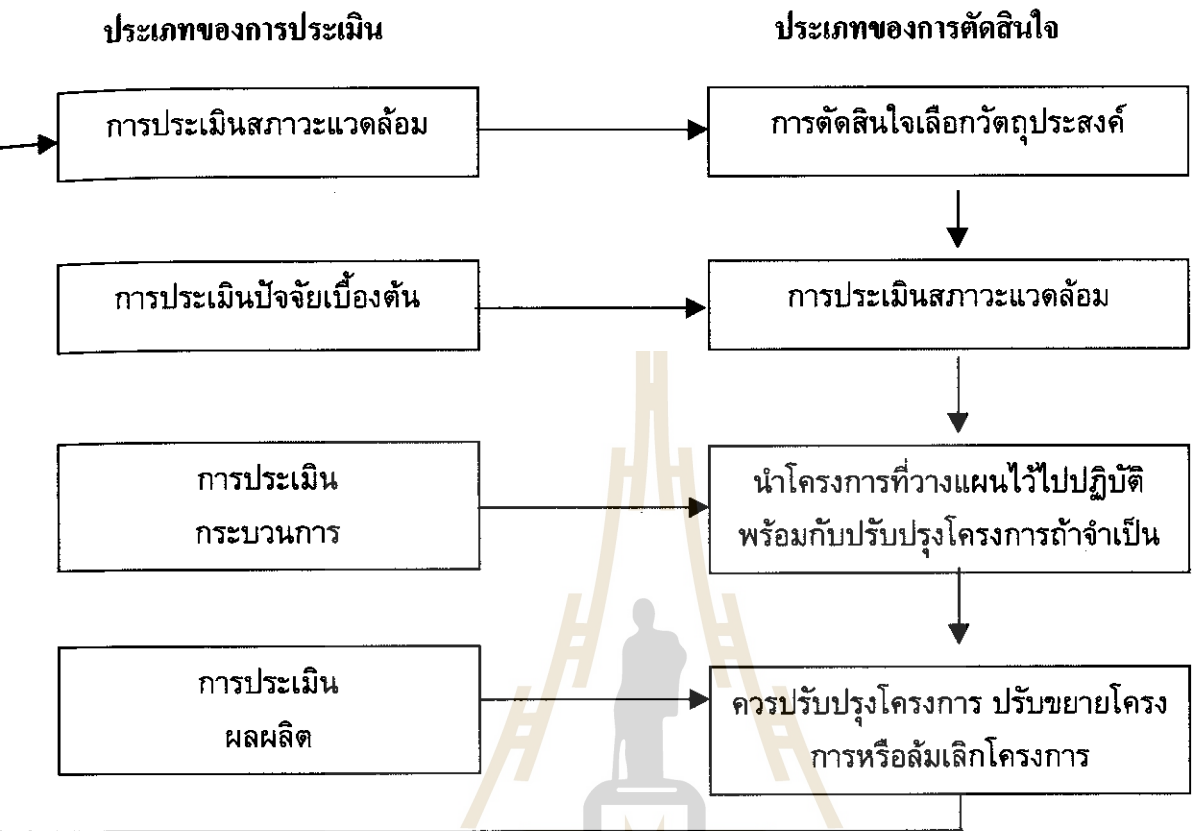 ประเภทของการประเมิน
ประเภทของการตัดสินใจ
การประเมินสภาวะแวดล้อม
การตัดสินใจเลือกวัตถุประสงค์
การประเมินปัจจัยเบื้องต้น
การประเมินสภาวะแวดล้อม
การประเมิน
กระบวนการ
นำโครงการที่วางแผนไว้ไปปฏิบัติ
พร้อมกับปรับปรุงโครงการถ้าจำเป็น
การประเมิน
ผลผลิต
ควรปรับปรุงโครงการ ปรับขยายโครง
การหรือล้มเลิกโครงการ